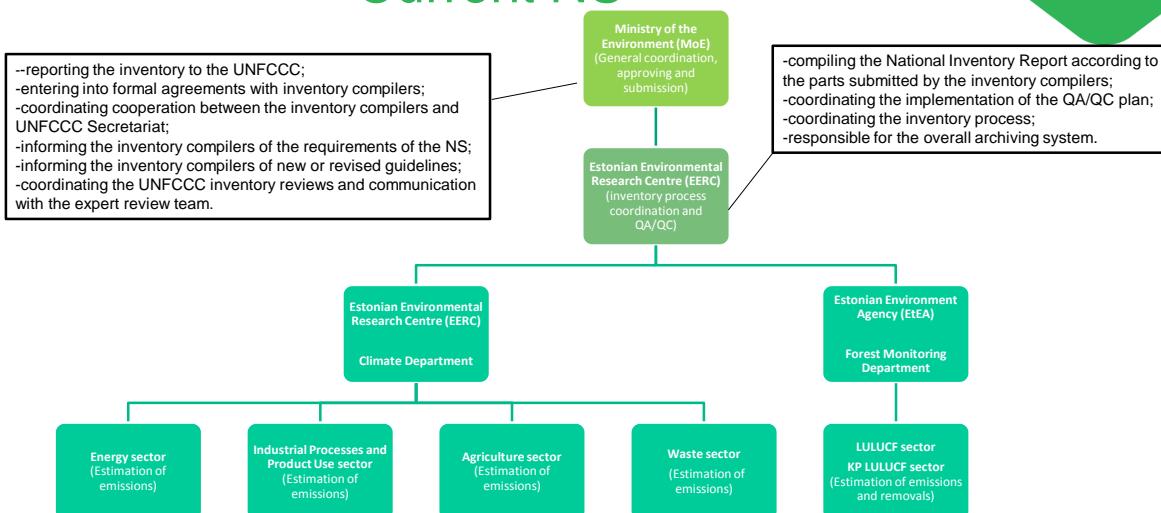 Current NS
Ministry of the
Environment (MoE)
(General coordination,
approving and
submission)
--reporting the inventory to the UNFCCC;
-entering into formal agreements with inventory compilers;
-coordinating cooperation between the inventory compilers and
UNFCCC Secretariat;
-informing the inventory compilers of the requirements of the NS;
-informing the inventory compilers of new or revised guidelines;
-coordinating the UNFCCC inventory reviews and communication
with the expert review team.
-compiling the National Inventory Report according to
the parts submitted by the inventory compilers;
-coordinating the implementation of the QA/QC plan;
-coordinating the inventory process;
-responsible for the overall archiving system.
Estonian Environmental
Research Centre (EERC)
(inventory process
coordination and
QA/QC)
Estonian Environmental
Research Centre (EERC)
Climate Department
Estonian Environment
Agency (EtEA)
Forest Monitoring
Department
Energy sector
(Estimation of
emissions)
Industrial Processes and
Product Use sector
(Estimation of
emissions)
Agriculture sector
(Estimation of
emissions)
Waste sector
(Estimation of
emissions)
LULUCF sector
KP LULUCF sector
(Estimation of emissions
and removals)